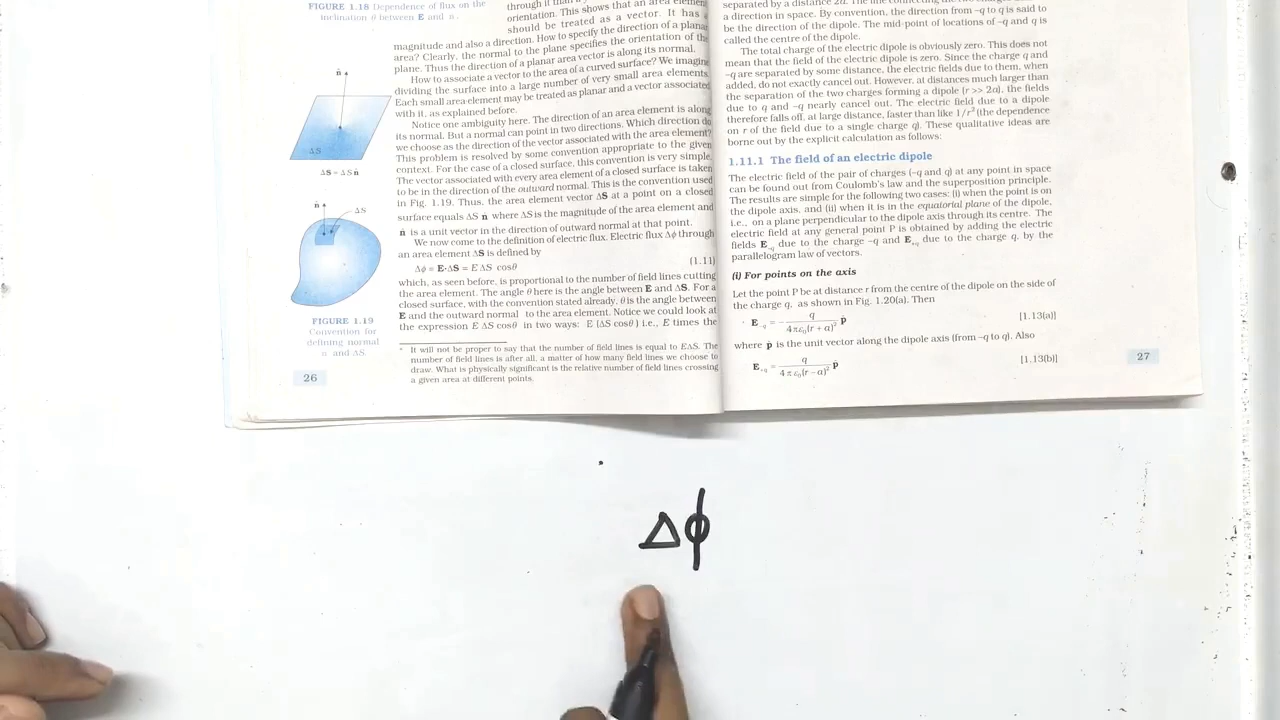 FIGURE 1.18 Dependence of flux on the
inclination θ between E and n̂.
n̂
ΔS
ΔS = ΔS n̂
n̂
ΔS
FIGURE 1.19
Convention for
defining normal
n̂ and ΔS.
26
orientation. This shows that an area element
should be treated as a vector. It has a
magnitude and also a direction. How to specify the direction of a planar
area? Clearly, the normal to the plane specifies the orientation of the
plane. Thus the direction of a planar area vector is along its normal.
How to associate a vector to the area of a curved surface? We imagine
dividing the surface into a large number of very small area elements.
Each small area element may be treated as planar and a vector associated
with it, as explained before.
Notice one ambiguity here. The direction of an area element is along
its normal. But a normal can point in two directions. Which direction do
we choose as the direction of the vector associated with the area element?
This problem is resolved by some convention appropriate to the given
context. For the case of a closed surface, this convention is very simple.
The vector associated with every area element of a closed surface is taken
to be in the direction of the outward normal. This is the convention used
in Fig. 1.19. Thus, the area element vector ΔS at a point on a closed
surface equals ΔS n̂ where ΔS is the magnitude of the area element and
n̂ is a unit vector in the direction of outward normal at that point.
We now come to the definition of electric flux. Electric flux Δϕ through
an area element ΔS is defined by
Δϕ = E·ΔS = E ΔS cosθ (1.11)
which, as seen before, is proportional to the number of field lines cutting
the area element. The angle θ here is the angle between E and ΔS. For a
closed surface, with the convention stated already, θ is the angle between
E and the outward normal to the area element. Notice we could look at
the expression E ΔS cosθ in two ways: E (ΔS cosθ ) i.e., E times the
* It will not be proper to say that the number of field lines is equal to EΔS. The
number of field lines is after all, a matter of how many field lines we choose to
draw. What is physically significant is the relative number of field lines crossing
a given area at different points.
a direction in space. By convention, the direction from –q to q is said to
be the direction of the dipole. The mid-point of locations of –q and q is
called the centre of the dipole.
The total charge of the electric dipole is obviously zero. This does not
mean that the field of the electric dipole is zero. Since the charge q and
–q are separated by some distance, the electric fields due to them, when
added, do not exactly cancel out. However, at distances much larger than
the separation of the two charges forming a dipole (r >> 2a), the fields
due to q and –q nearly cancel out. The electric field due to a dipole
therefore falls off, at large distance, faster than like 1/r² (the dependence
on r of the field due to a single charge q). These qualitative ideas are
borne out by the explicit calculation as follows:
1.11.1 The field of an electric dipole
The electric field of the pair of charges (–q and q) at any point in space
can be found out from Coulomb's law and the superposition principle.
The results are simple for the following two cases: (i) when the point is on
the dipole axis, and (ii) when it is in the equatorial plane of the dipole,
i.e., on a plane perpendicular to the dipole axis through its centre. The
electric field at any general point P is obtained by adding the electric
fields E₋q due to the charge –q and E₊q due to the charge q, by the
parallelogram law of vectors.
(i) For points on the axis
Let the point P be at distance r from the centre of the dipole on the side of
the charge q, as shown in Fig. 1.20(a). Then
E₋q = – q / 4πε₀(r + a)² p̂ [1.13(a)]
where p̂ is the unit vector along the dipole axis (from –q to q). Also
E₊q = q / 4πε₀(r – a)² p̂ [1.13(b)]
27
Δϕ